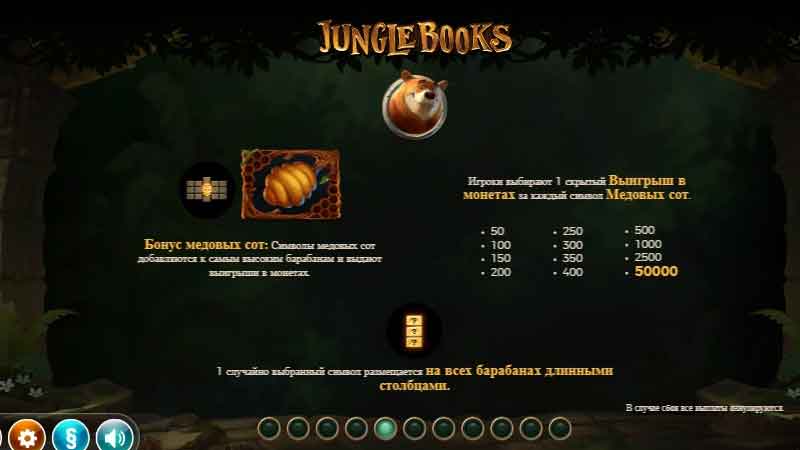 JUNGLE BOOKS
Игроки выбирают 1 скрытый Выигрыш в
монетах за каждый символ Медовых сот.
Бонус медовых сот: Символы медовых сот
добавляются к самым высоким барабанам и выдают
выигрыши в монетах.
• 50
• 100
• 150
• 200
• 250
• 300
• 350
• 400
• 500
• 1000
• 2500
• 50000
?
?
?
1 случайно выбранный символ размещается на всех барабанах длинными
столбцами.
В случае сбоя все выплаты аннулируются.
§